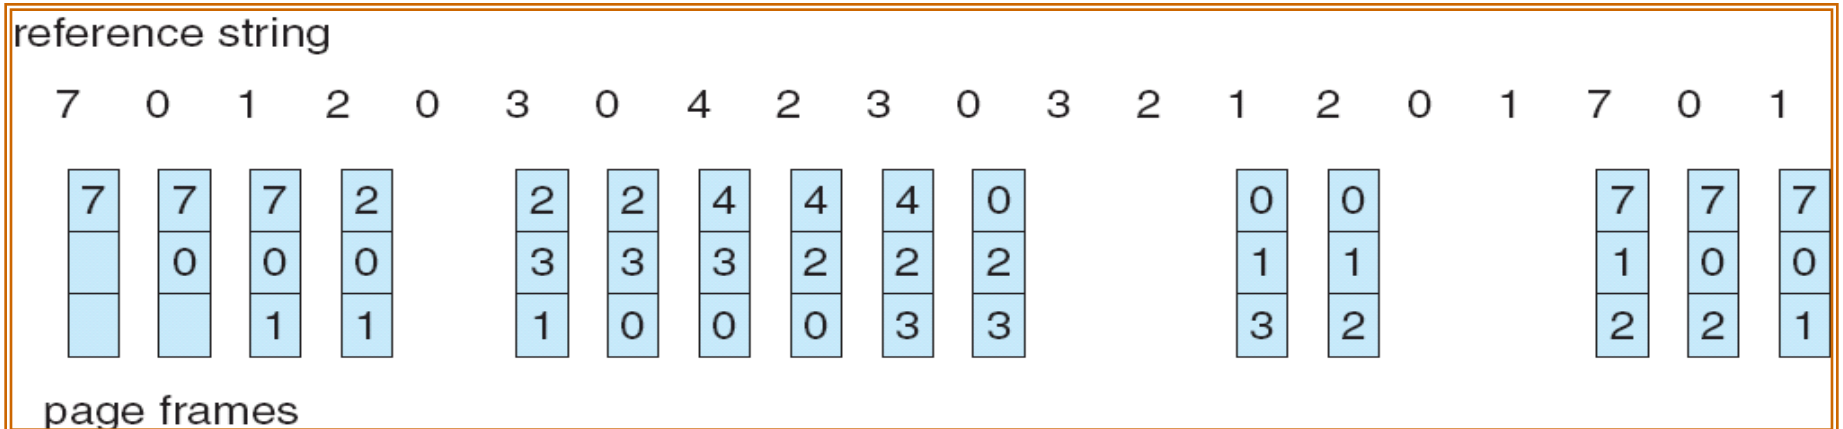 reference string
7 0 1 2 0 3 0 4 2 3 0 3 2 1 2 0 1 7 0 1
7 7 7 2 2 2 4 4 4 0 0 0 7 7 7
0 0 0 3 3 3 2 2 2 1 1 1 0 0
1 1 1 0 0 0 3 3 3 2 2 2 1
page frames